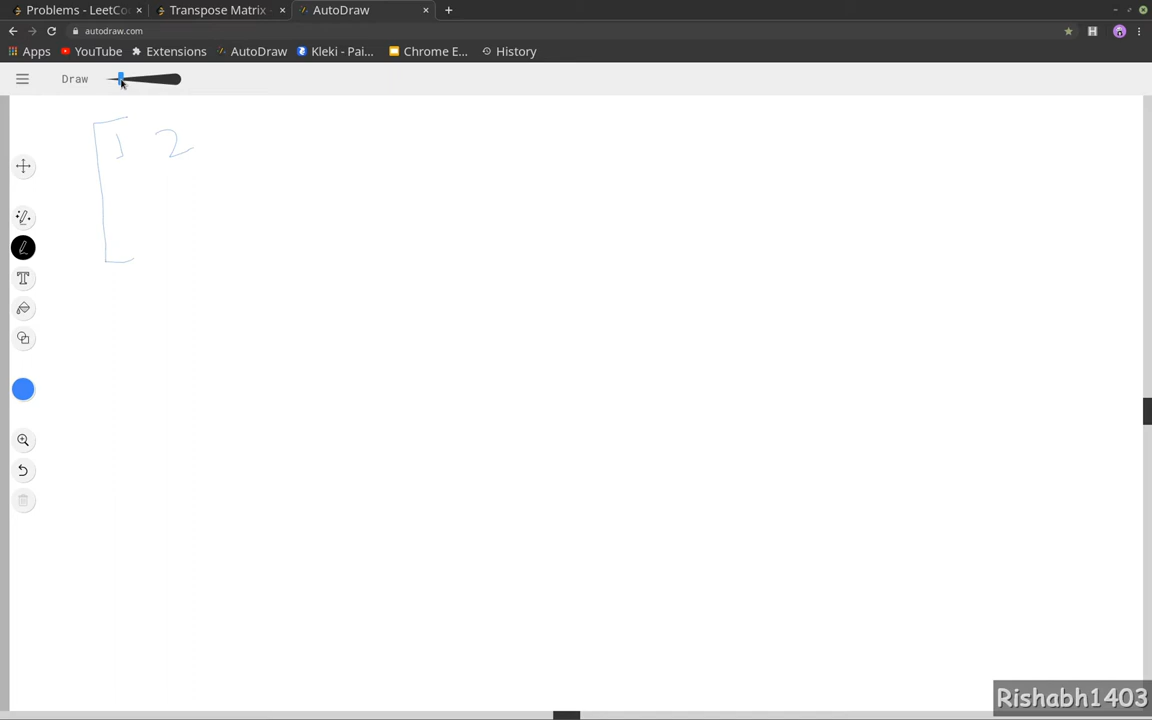 Problems - LeetCo
Transpose Matrix -
AutoDraw
autodraw.com
Apps
YouTube
Extensions
AutoDraw
Kleki - Pai...
Chrome E...
History
Draw
1 2
T
H
Rishabh1403